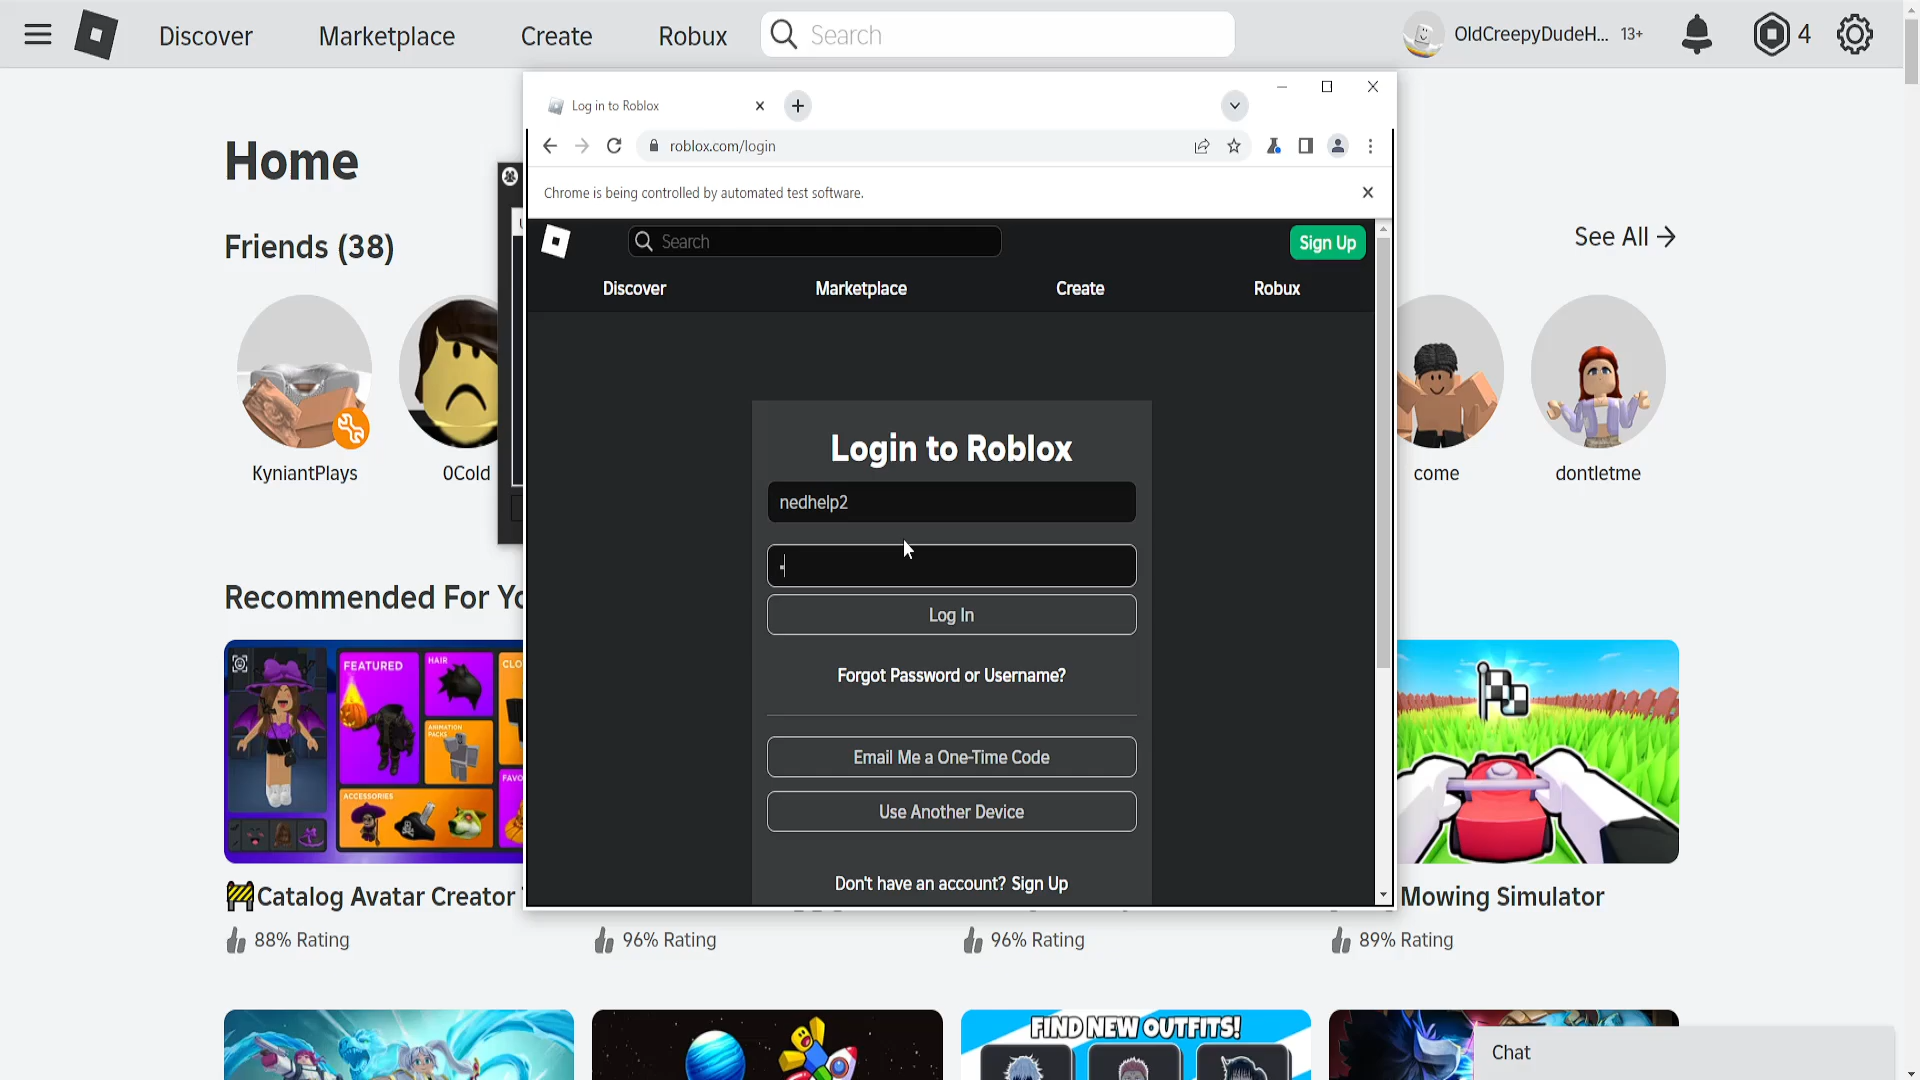 Discover Marketplace Create Robux Search OldCreepyDudeH... 13+ 4
Log in to Roblox
roblox.com/login
Chrome is being controlled by automated test software.
Search Sign Up
Discover Marketplace Create Robux
Login to Roblox
nedhelp2
Log In
Forgot Password or Username?
Email Me a One-Time Code
Use Another Device
Don't have an account? Sign Up
Home
Friends (38) See All
KyniantPlays 0Cold come dontletme
Recommended For Yo
FEATURED HAIR CLO
ANIMATION PACKS
ACCESSORIES FAVO
Catalog Avatar Creator Mowing Simulator
88% Rating 96% Rating 96% Rating 89% Rating
FIND NEW OUTFITS!
Chat